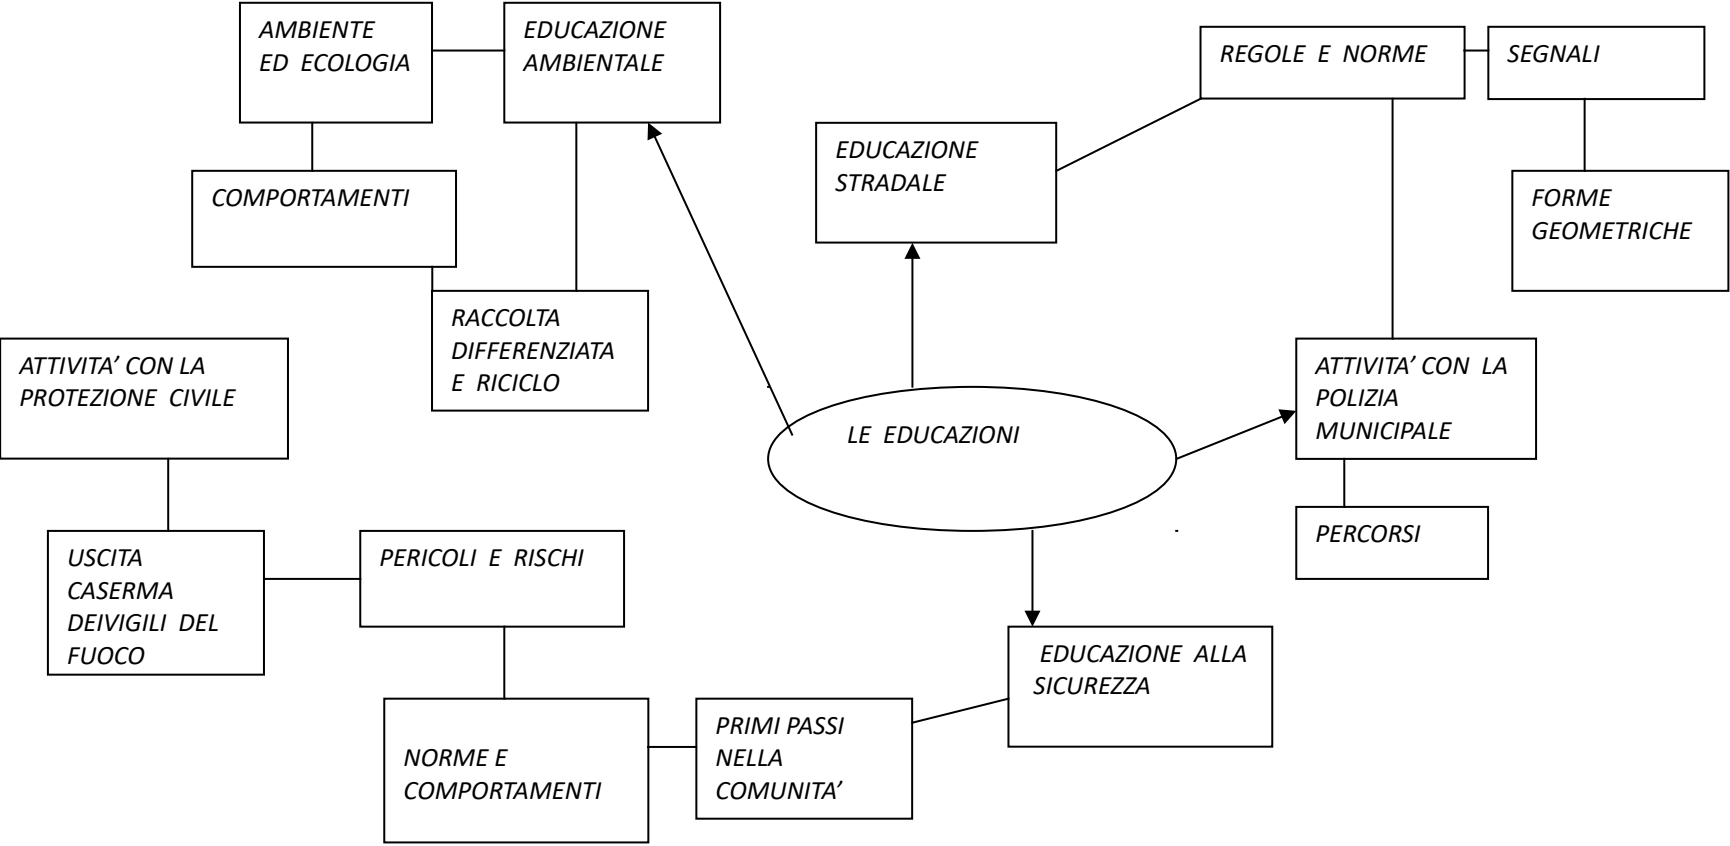 AMBIENTE
ED ECOLOGIA
EDUCAZIONE
AMBIENTALE
REGOLE E NORME
SEGNALI
EDUCAZIONE
STRADALE
COMPORTAMENTI
FORME
GEOMETRICHE
RACCOLTA
DIFFERENZIATA
E RICICLO
ATTIVITA’ CON LA
PROTEZIONE CIVILE
ATTIVITA’ CON LA
POLIZIA
MUNICIPALE
LE EDUCAZIONI
PERCORSI
USCITA
CASERMA
DEIVIGILI DEL
FUOCO
PERICOLI E RISCHI
EDUCAZIONE ALLA
SICUREZZA
NORME E
COMPORTAMENTI
PRIMI PASSI
NELLA
COMUNITA’